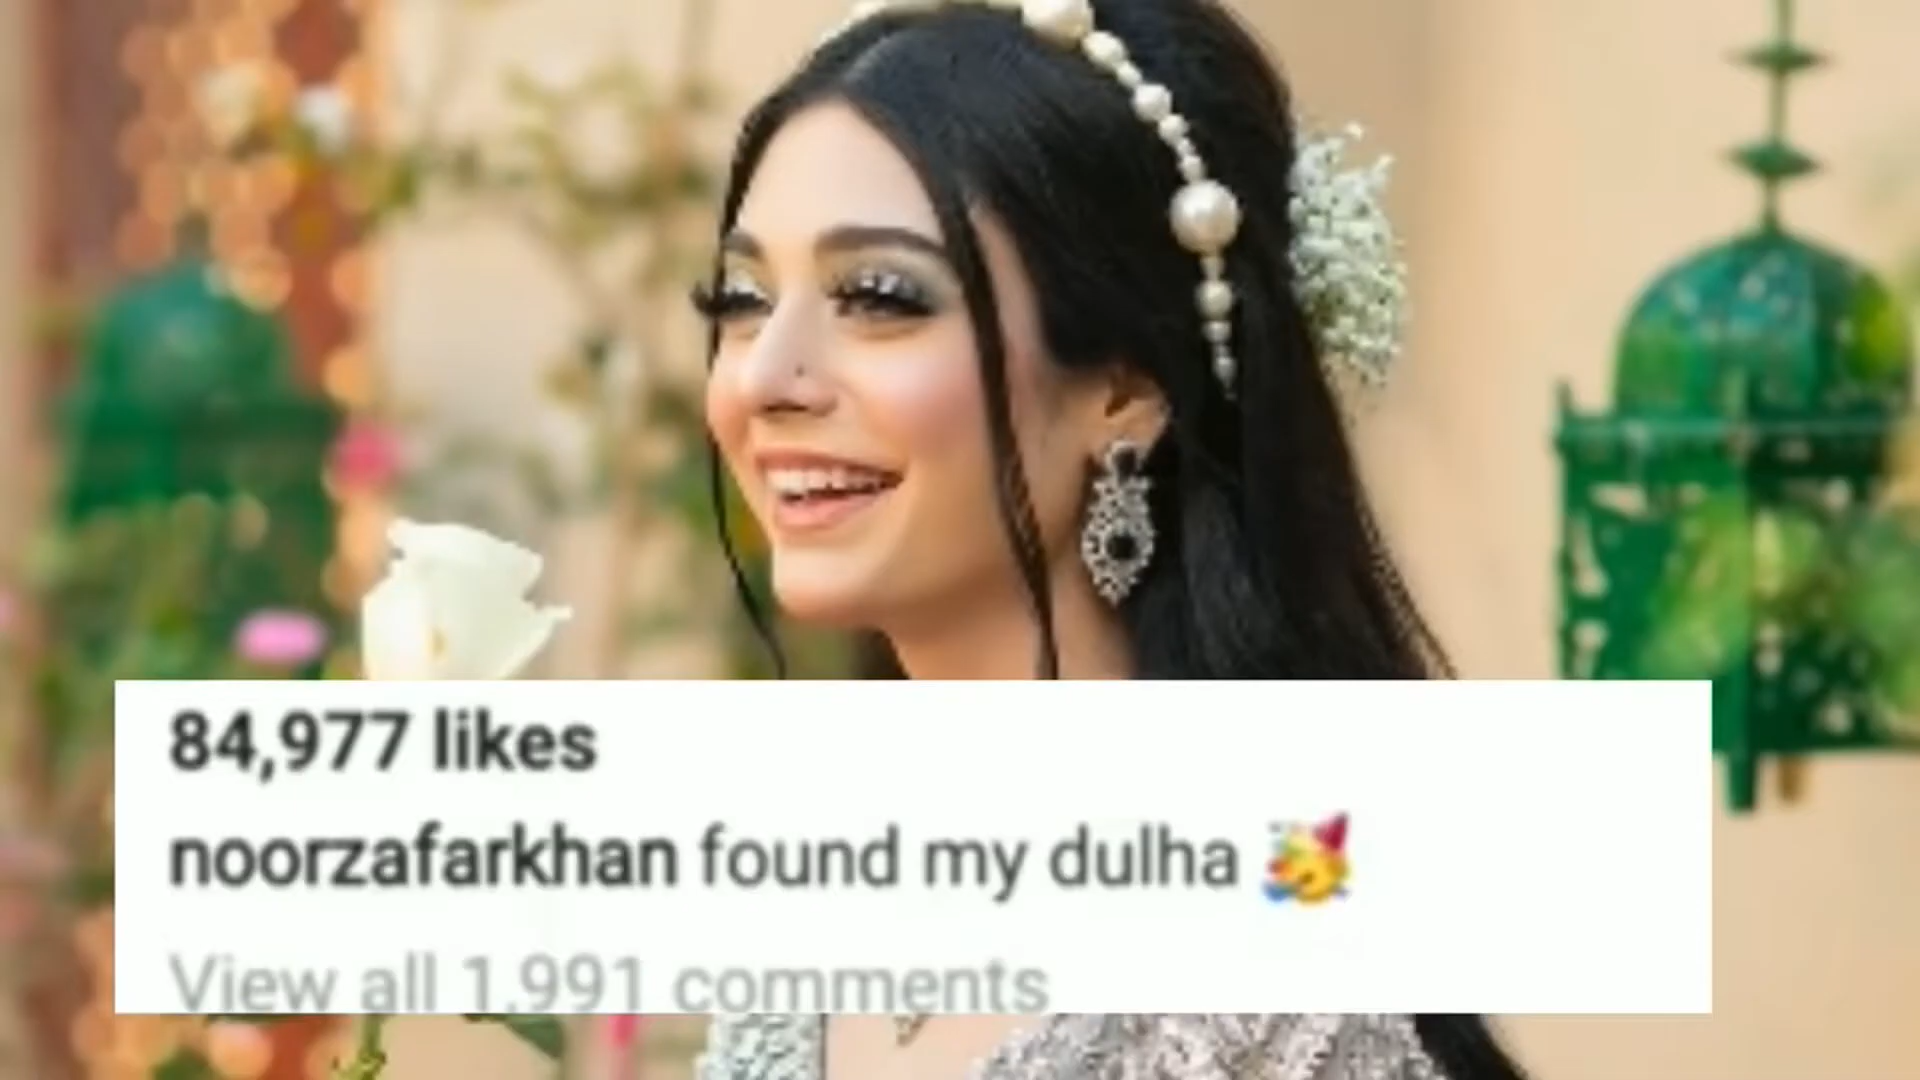 84,977 likes
noorzafarkhan found my dulha 🥳
View all 1,991 comments